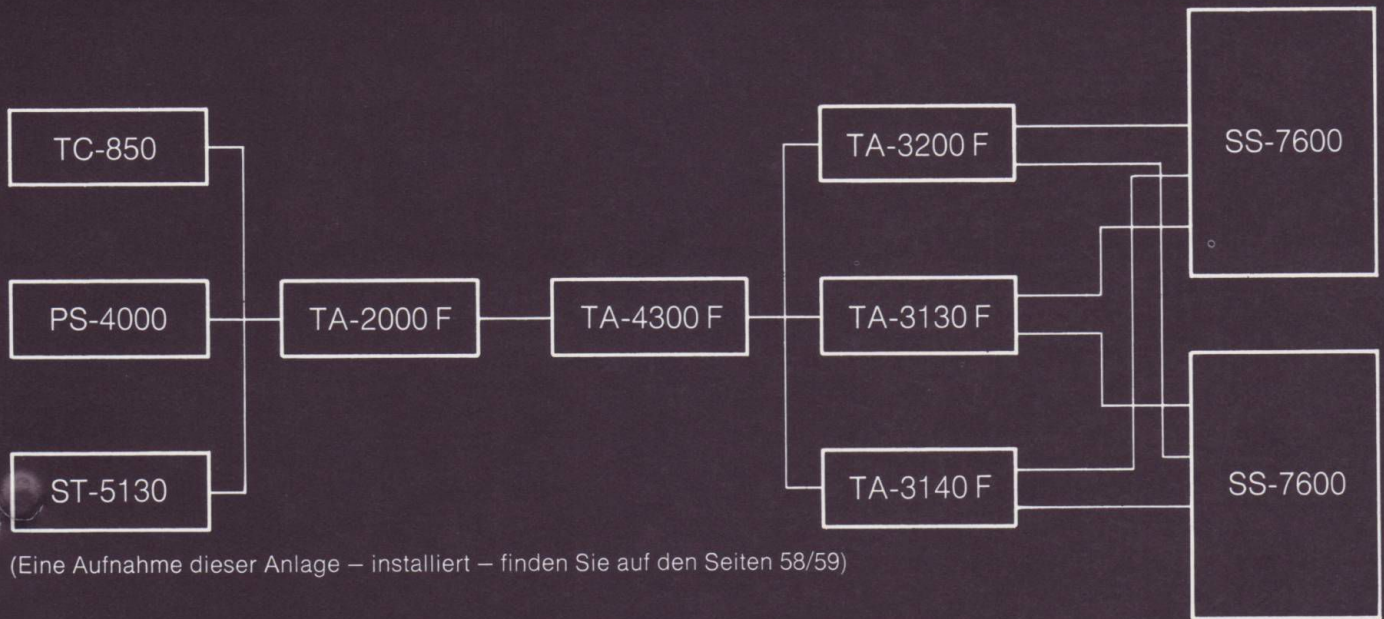 TC-850
PS-4000
ST-5130
TA-2000 F
TA-4300 F
TA-3200 F
TA-3130 F
TA-3140 F
SS-7600
SS-7600
(Eine Aufnahme dieser Anlage – installiert – finden Sie auf den Seiten 58/59)